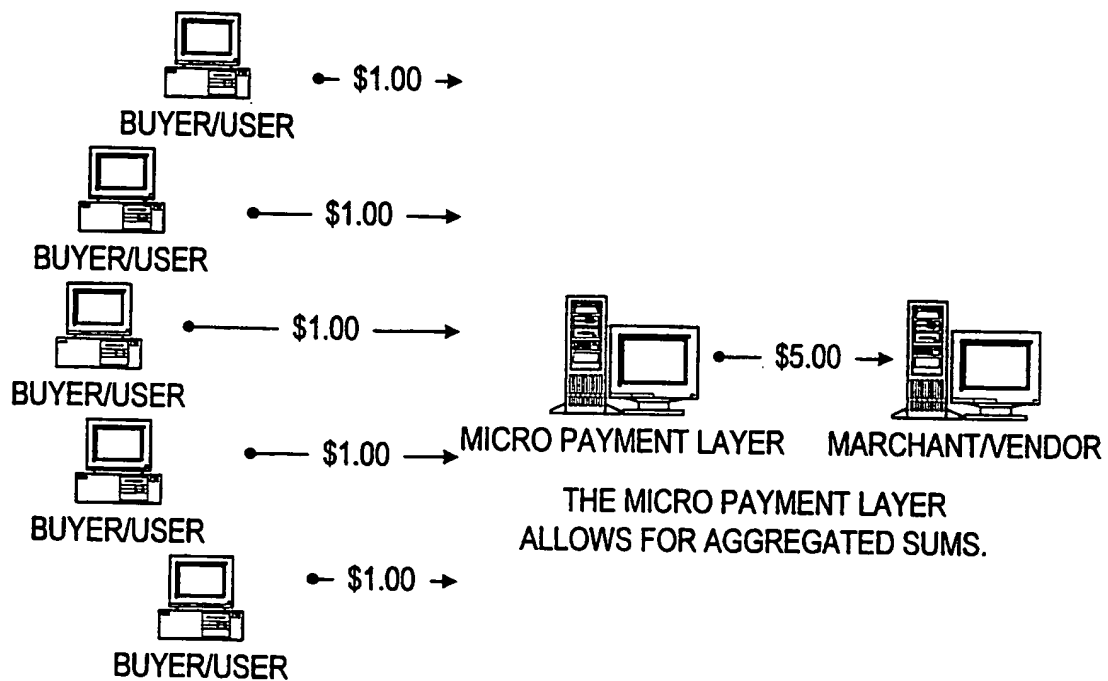 $1.00
BUYER/USER
$1.00
BUYER/USER
$1.00
BUYER/USER
$1.00
BUYER/USER
$1.00
BUYER/USER
MICRO PAYMENT LAYER
$5.00
MARCHANT/VENDOR
THE MICRO PAYMENT LAYER
ALLOWS FOR AGGREGATED SUMS.